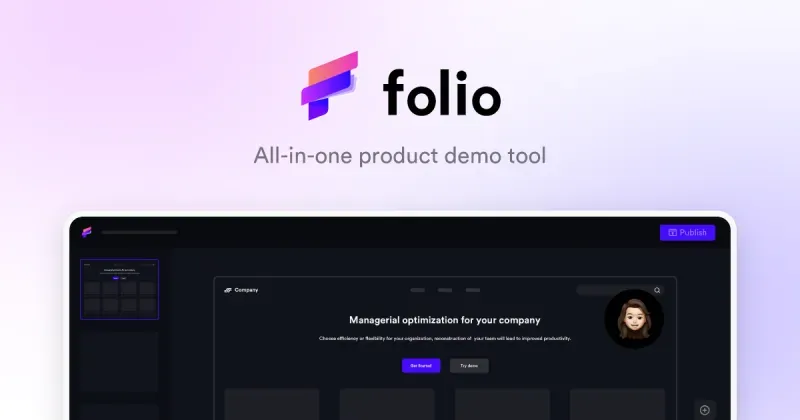 folio
All-in-one product demo tool
Publish
Company
Managerial optimization for your company
Choose efficiency or flexibility for your organization, reconstruction of your team will lead to improved productivity.
Get Started
Try demo